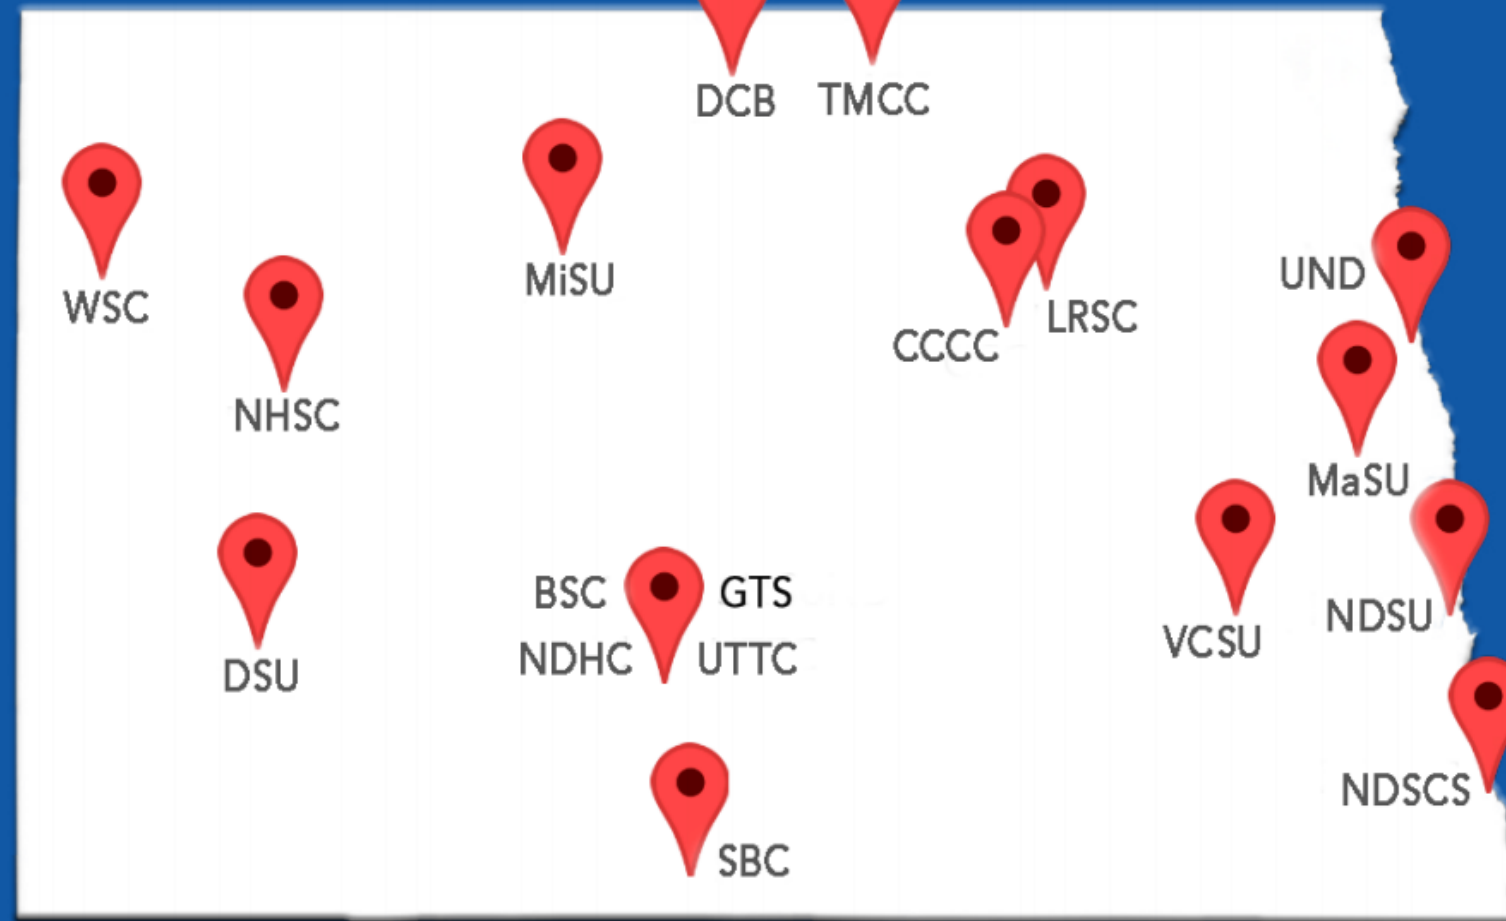 DCB
TMCC
WSC
MiSU
UND
LRSC
CCCC
NHSC
MaSU
BSC
GTS
NDHC
UTTC
VCSU
NDSU
DSU
NDSCS
SBC